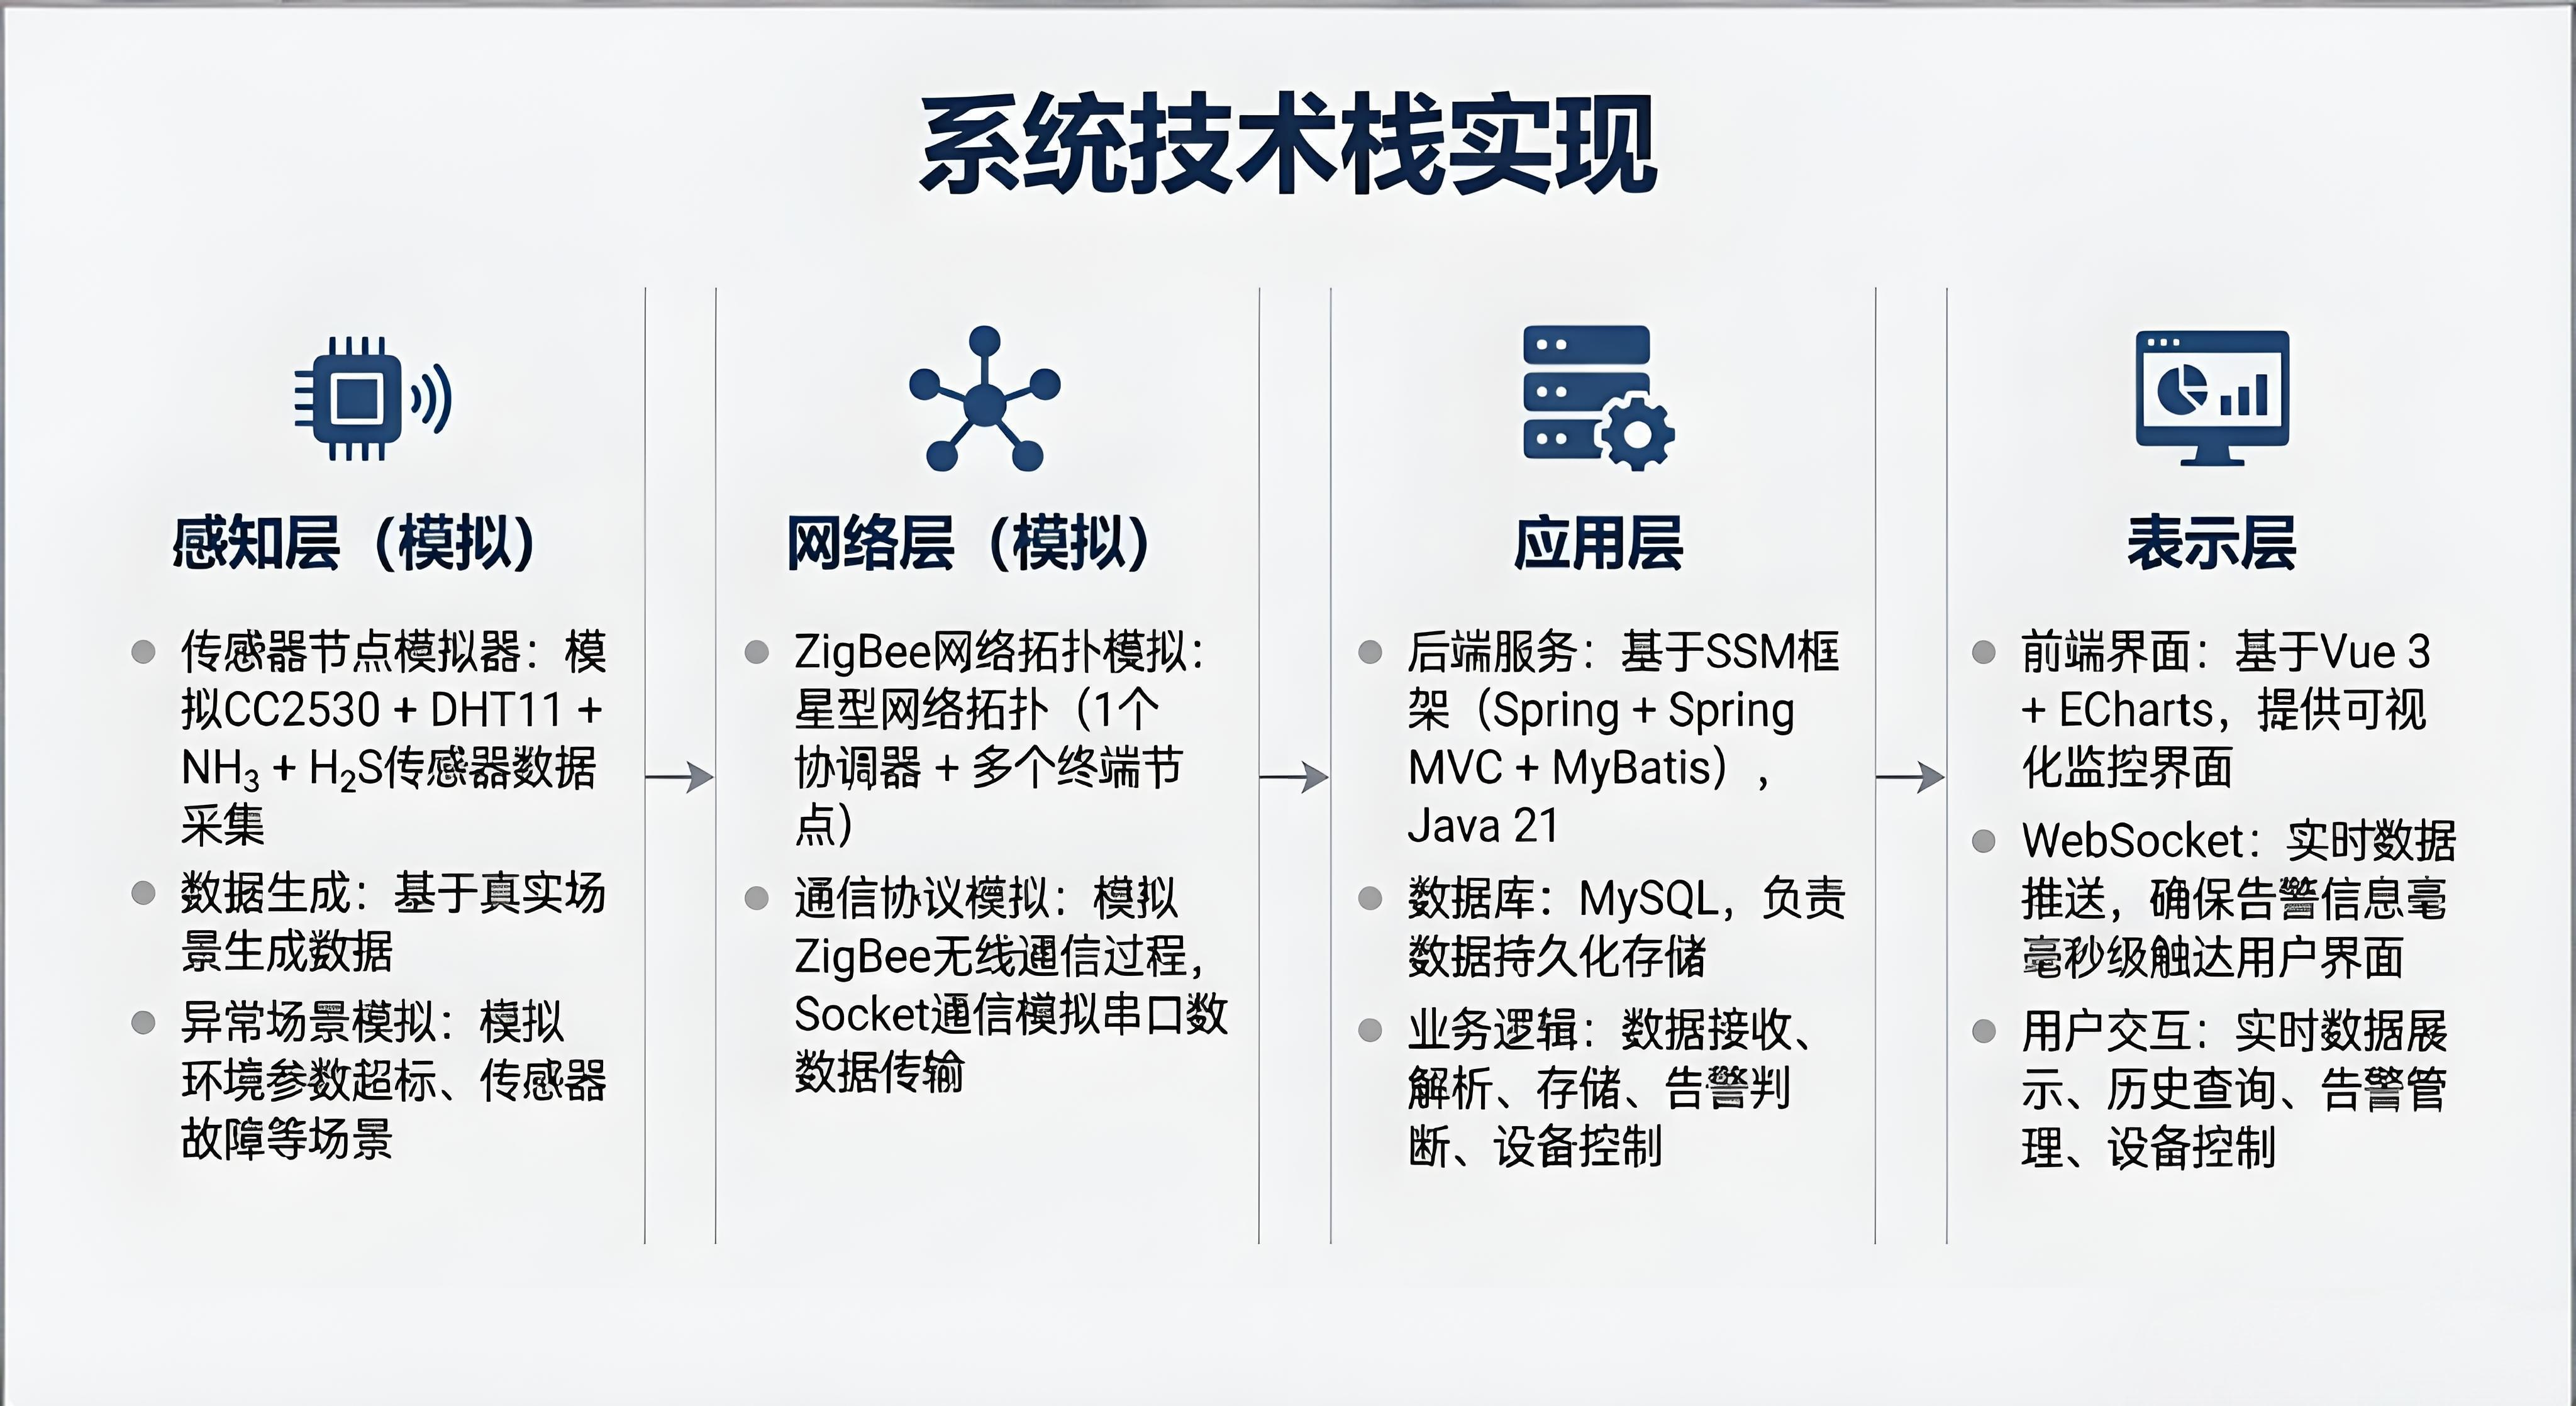 系统技术栈实现
感知层（模拟）
传感器节点模拟器：模
拟CC2530 + DHT11 +
NH₃ + H₂S传感器数据
采集
数据生成：基于真实场
景生成数据
异常场景模拟：模拟
环境参数超标、传感器
故障等场景
网络层（模拟）
ZigBee网络拓扑模拟：
星型网络拓扑（1个
协调器 + 多个终端节
点）
通信协议模拟：模拟
ZigBee无线通信过程，
Socket通信模拟串口数
数据传输
应用层
后端服务：基于SSM框
架（Spring + Spring
MVC + MyBatis），
Java 21
数据库：MySQL，负责
数据持久化存储
业务逻辑：数据接收、
解析、存储、告警判
断、设备控制
表示层
前端界面：基于Vue 3
+ ECharts，提供可视
化监控界面
WebSocket：实时数据
推送，确保告警信息毫
毫秒级触达用户界面
用户交互：实时数据展
示、历史查询、告警管
理、设备控制